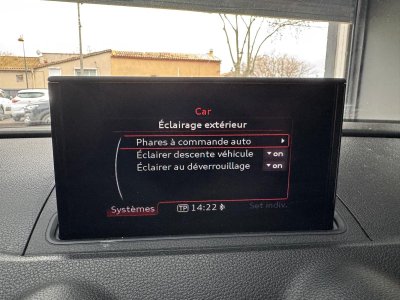 Car
Éclairage extérieur
Phares à commande auto
Éclairer descente véhicule on
Éclairer au déverrouillage on
Systèmes TP 14:22 Set indiv.